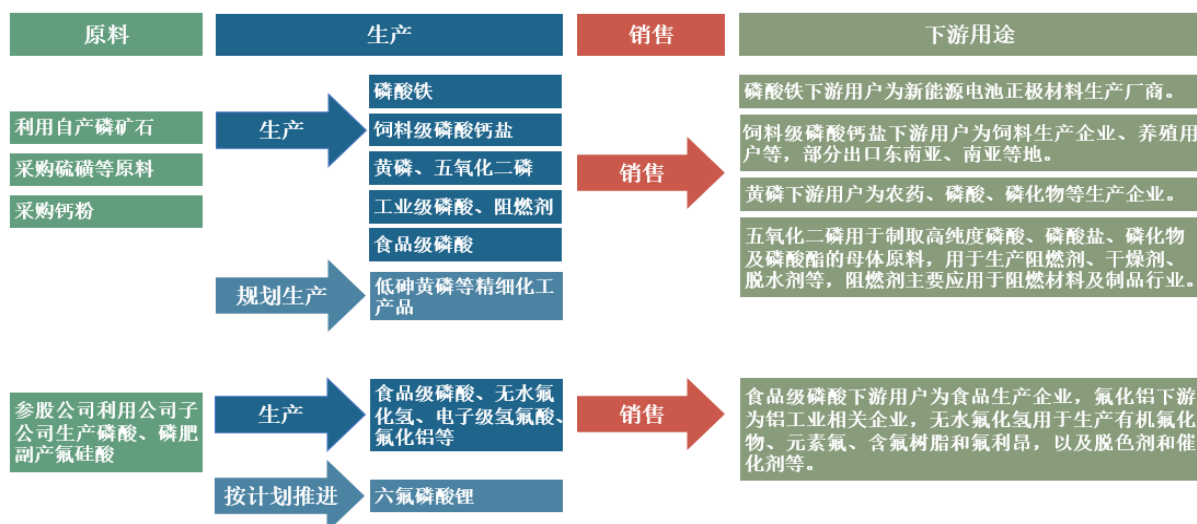 原料
生产
销售
下游用途
利用自产磷矿石
采购硫磺等原料
采购钙粉
生产
磷酸铁
饲料级磷酸钙盐
黄磷、五氧化二磷
工业级磷酸、阻燃剂
食品级磷酸
规划生产
低砷黄磷等精细化工
产品
销售
磷酸铁下游用户为新能源电池正极材料生产厂商。
饲料级磷酸钙盐下游用户为饲料生产企业、养殖用
户等，部分出口东南亚、南亚等地。
黄磷下游用户为农药、磷酸、磷化物等生产企业。
五氧化二磷用于制取高纯度磷酸、磷酸盐、磷化物
及磷酸酯的母体原料，用于生产阻燃剂、干燥剂、
脱水剂等，阻燃剂主要应用于阻燃材料及制品行业。
参股公司利用公司子
公司生产磷酸、磷肥
副产氟硅酸
生产
食品级磷酸、无水氟
化氢、电子级氢氟酸、
氟化铝等
按计划推进
六氟磷酸锂
销售
食品级磷酸下游用户为食品生产企业，氟化铝下游
为铝工业相关企业，无水氟化氢用于生产有机氟化
物、元素氟、含氟树脂和氟利昂，以及脱色剂和催
化剂等。